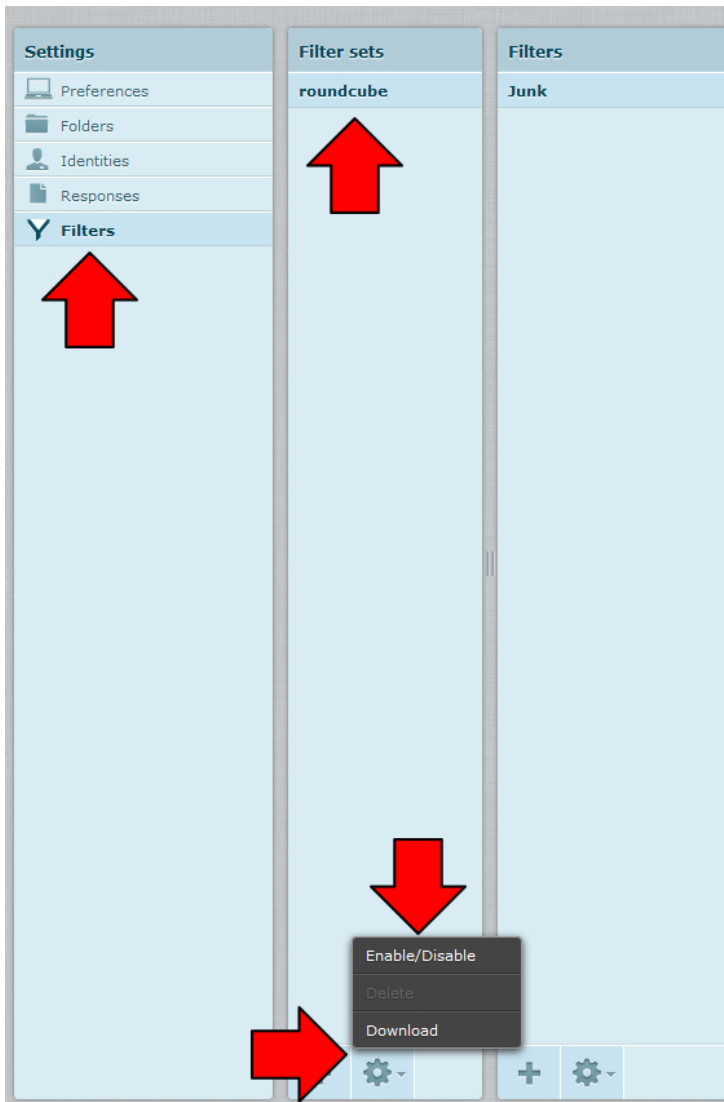 Settings
Preferences
Folders
Identities
Responses
Filters
Filter sets
roundcube
Enable/Disable
Delete
Download
Filters
Junk